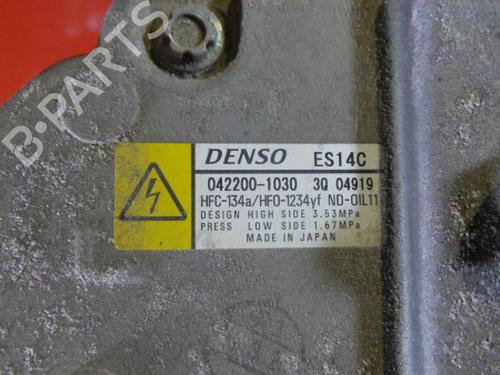 B-PARTS
DENSO ES14C
042200-1030 3Q 04919
HFC-134a/HFO-1234yf ND-OIL11
DESIGN HIGH SIDE 3.53MPa
PRESS LOW SIDE 1.67MPa
MADE IN JAPAN